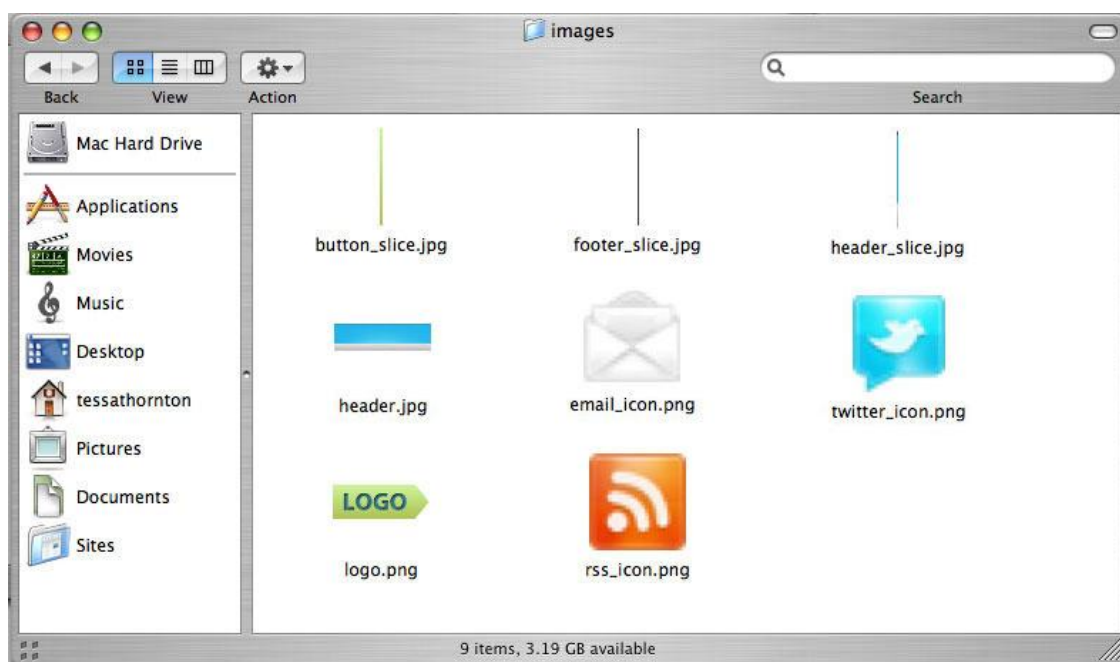 images
Back View Action Search
Mac Hard Drive
Applications
Movies
Music
Desktop
tessathornton
Pictures
Documents
Sites
button_slice.jpg footer_slice.jpg header_slice.jpg
header.jpg email_icon.png twitter_icon.png
LOGO
logo.png rss_icon.png
9 items, 3.19 GB available